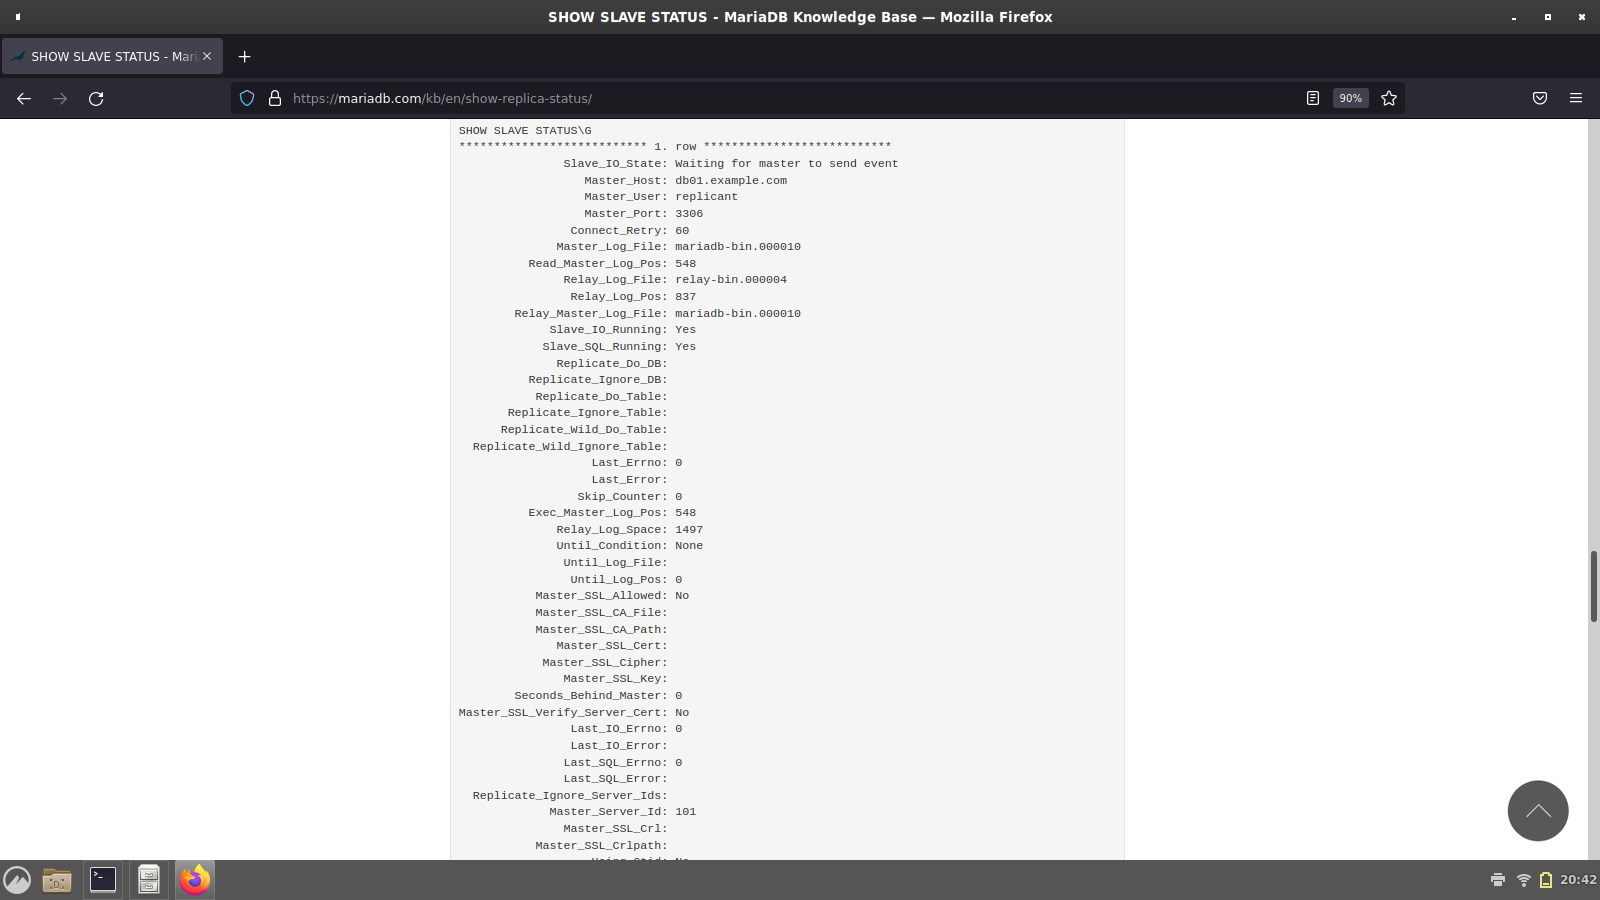 SHOW SLAVE STATUS - MariaDB Knowledge Base — Mozilla Firefox
SHOW SLAVE STATUS - Mari
https://mariadb.com/kb/en/show-replica-status/
90%
SHOW SLAVE STATUS\G
*************************** 1. row ***************************
Slave_IO_State: Waiting for master to send event
Master_Host: db01.example.com
Master_User: replicant
Master_Port: 3306
Connect_Retry: 60
Master_Log_File: mariadb-bin.000010
Read_Master_Log_Pos: 548
Relay_Log_File: relay-bin.000004
Relay_Log_Pos: 837
Relay_Master_Log_File: mariadb-bin.000010
Slave_IO_Running: Yes
Slave_SQL_Running: Yes
Replicate_Do_DB:
Replicate_Ignore_DB:
Replicate_Do_Table:
Replicate_Ignore_Table:
Replicate_Wild_Do_Table:
Replicate_Wild_Ignore_Table:
Last_Errno: 0
Last_Error:
Skip_Counter: 0
Exec_Master_Log_Pos: 548
Relay_Log_Space: 1497
Until_Condition: None
Until_Log_File:
Until_Log_Pos: 0
Master_SSL_Allowed: No
Master_SSL_CA_File:
Master_SSL_CA_Path:
Master_SSL_Cert:
Master_SSL_Cipher:
Master_SSL_Key:
Seconds_Behind_Master: 0
Master_SSL_Verify_Server_Cert: No
Last_IO_Errno: 0
Last_IO_Error:
Last_SQL_Errno: 0
Last_SQL_Error:
Replicate_Ignore_Server_Ids:
Master_Server_Id: 101
Master_SSL_Crl:
Master_SSL_Crlpath:
20:42